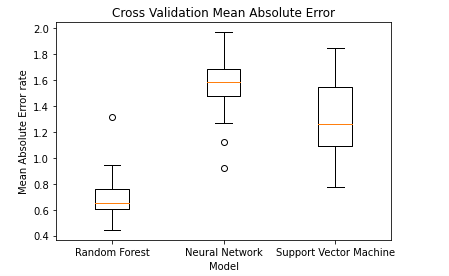 Cross Validation Mean Absolute Error
Mean Absolute Error rate
2.0
1.8
1.6
1.4
1.2
1.0
0.8
0.6
0.4
Random Forest Neural Network Support Vector Machine
Model